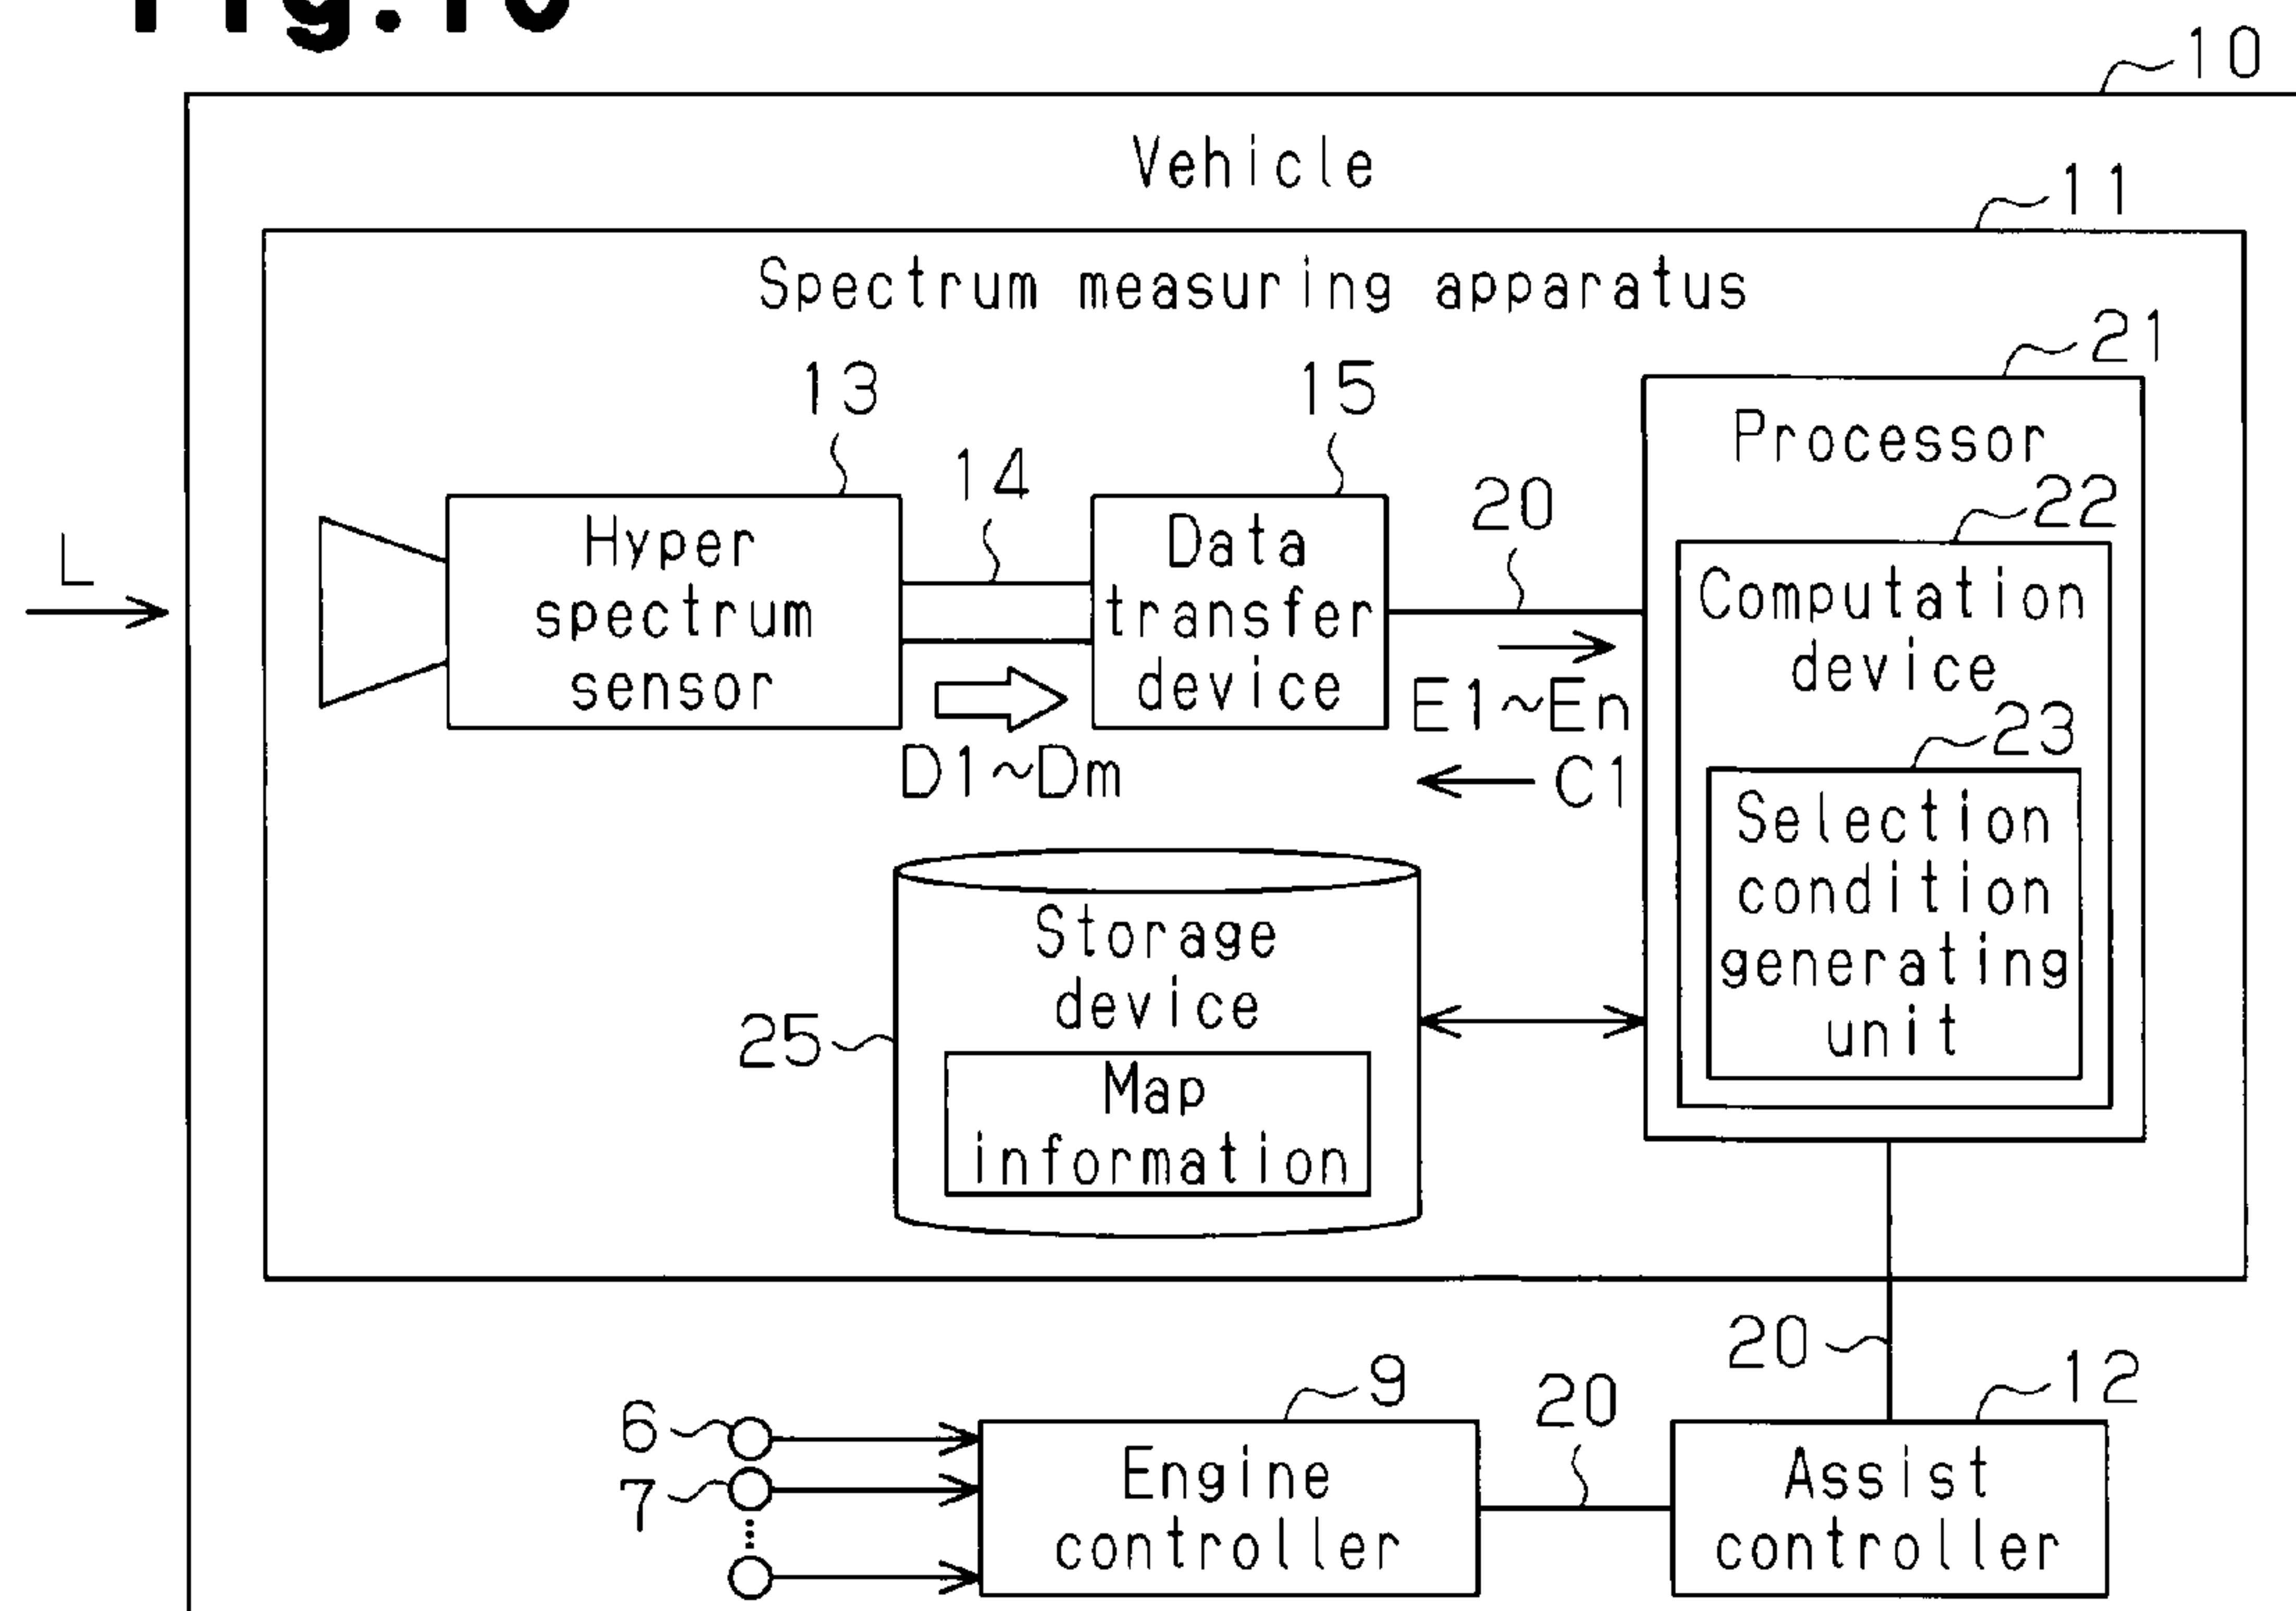 10
Vehicle
11
Spectrum measuring apparatus
21
13
15
Processor
14
20
22
Hyper
spectrum
sensor
Data
transfer
device
Computation
device
L
E1~En
23
D1~Dm
C1
Selection
condition
generating
unit
Storage
device
25
Map
information
20
9
20
12
6
7
Engine
controller
Assist
controller